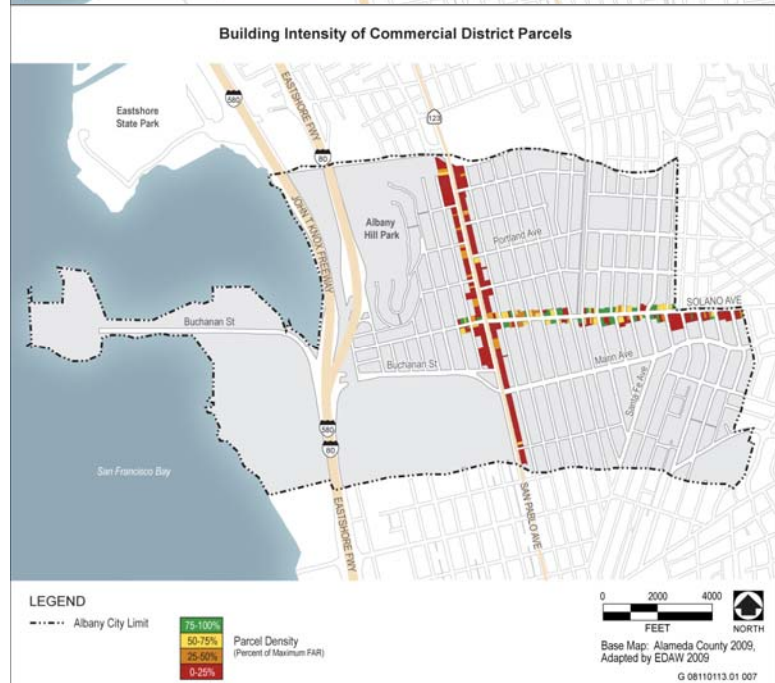 Building Intensity of Commercial District Parcels
Eastshore
State Park
580
EASTSHORE FWY
80
123
JOHN T KNOX FREEWAY
Albany
Hill Park
Portland Ave
SOLANO AVE
Buchanan St
Buchanan St
Marin Ave
Santa Fe Ave
580
80
San Francisco Bay
EASTSHORE FWY
SAN PABLO AVE
LEGEND
Albany City Limit
75-100%
50-75%
25-50%
0-25%
Parcel Density
(Percent of Maximum FAR)
0 2000 4000
FEET
NORTH
Base Map: Alameda County 2009,
Adapted by EDAW 2009
G 08110113.01 007